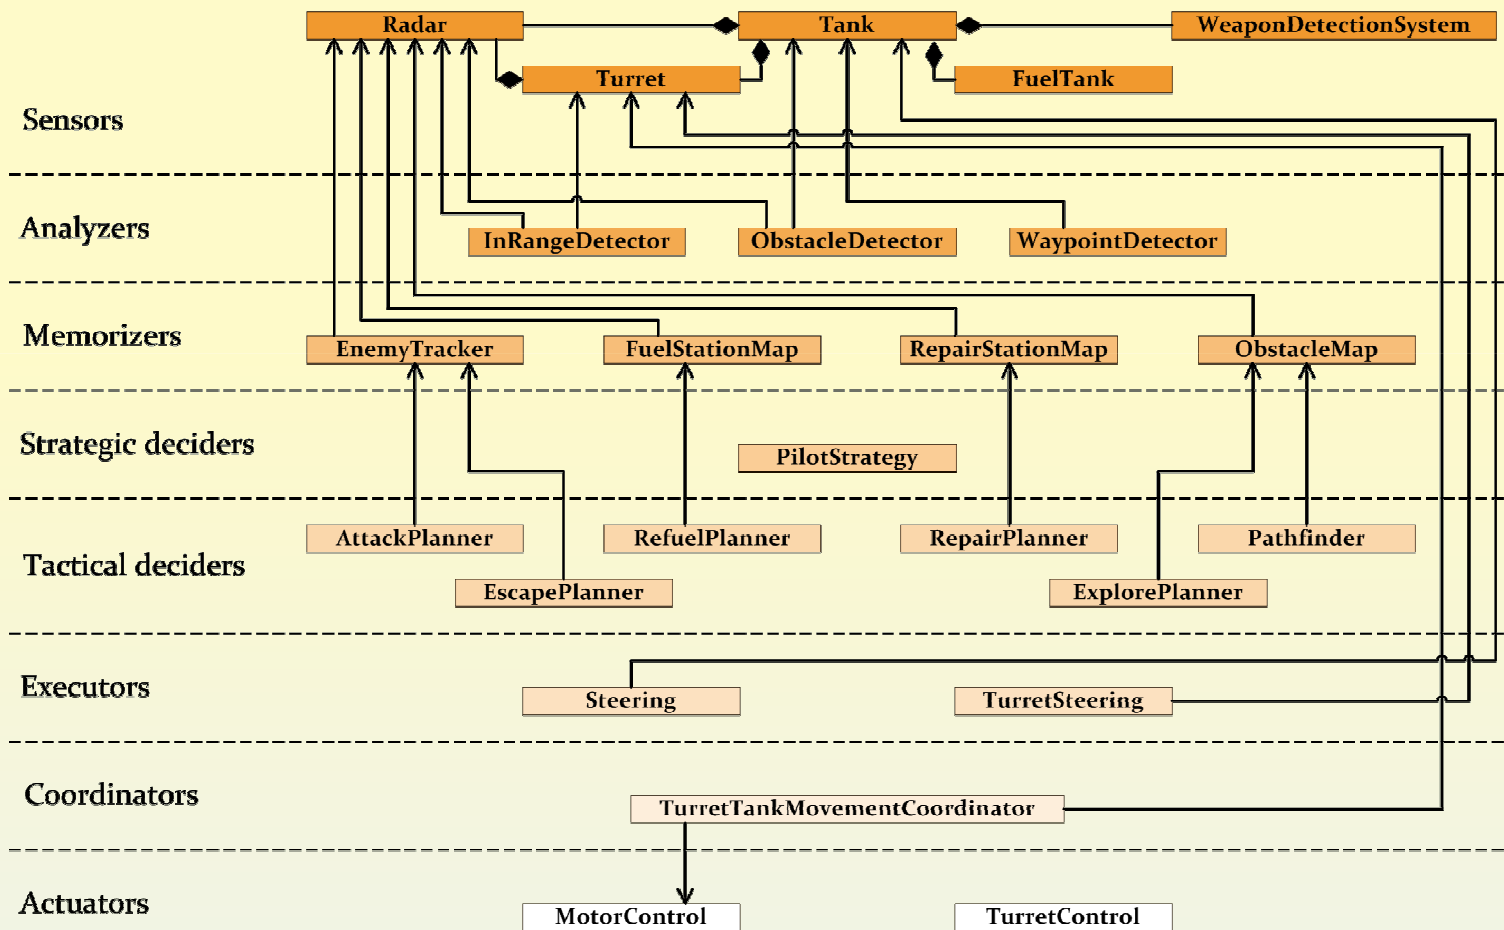 Radar
Tank
WeaponDetectionSystem
Turret
FuelTank
Sensors
Analyzers
InRangeDetector
ObstacleDetector
WaypointDetector
Memorizers
EnemyTracker
FuelStationMap
RepairStationMap
ObstacleMap
Strategic deciders
PilotStrategy
AttackPlanner
RefuelPlanner
RepairPlanner
Pathfinder
Tactical deciders
EscapePlanner
ExplorePlanner
Executors
Steering
TurretSteering
Coordinators
TurretTankMovementCoordinator
Actuators
MotorControl
TurretControl